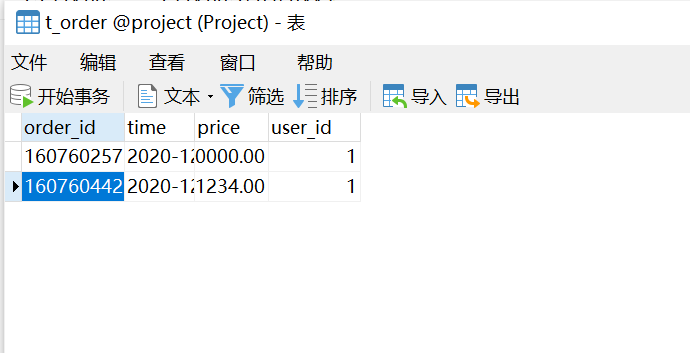 t_order @project (Project) - 表
文件 编辑 查看 窗口 帮助
开始事务 文本 筛选 排序 导入 导出
order_id time price user_id
160760257 2020-12 0000.00 1
160760442 2020-12 1234.00 1